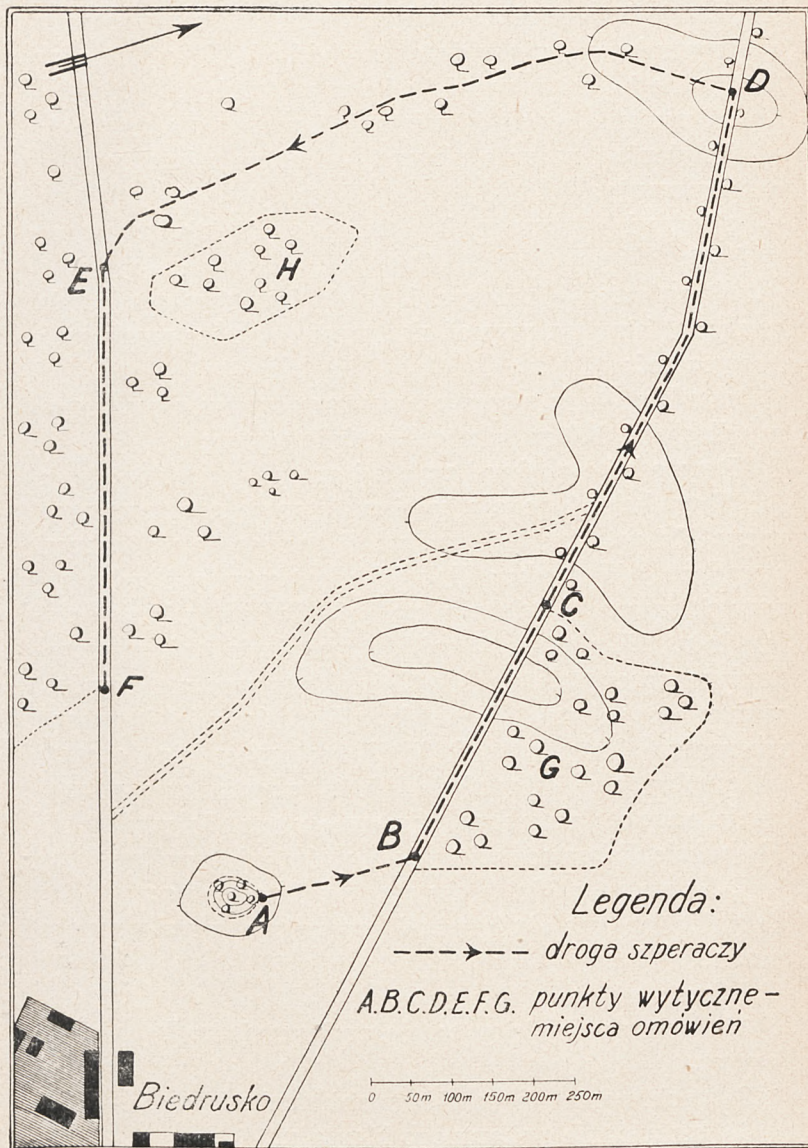 D
E
H
C
F
G
B
A
Legenda:
droga szperaczy
A.B.C.D.E.F.G. punkty wytyczne -
miejsca omówień
0 50m 100m 150m 200m 250m
Biedrusko